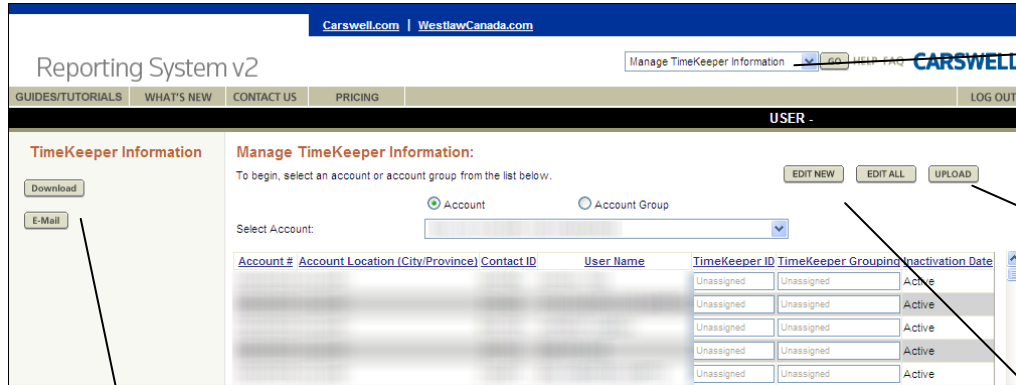 Carswell.com | WestlawCanada.com
Reporting System v2
Manage TimeKeeper Information GO HELP FAQ CARSWELL
GUIDES/TUTORIALS WHAT'S NEW CONTACT US PRICING LOG OUT
USER -
TimeKeeper Information
Download
E-Mail
Manage TimeKeeper Information:
To begin, select an account or account group from the list below.
EDIT NEW EDIT ALL UPLOAD
Account Account Group
Select Account:
Account # Account Location (City/Province) Contact ID User Name TimeKeeper ID TimeKeeper Grouping Inactivation Date
Unassigned Unassigned Active
Unassigned Unassigned Active
Unassigned Unassigned Active
Unassigned Unassigned Active
Unassigned Unassigned Active